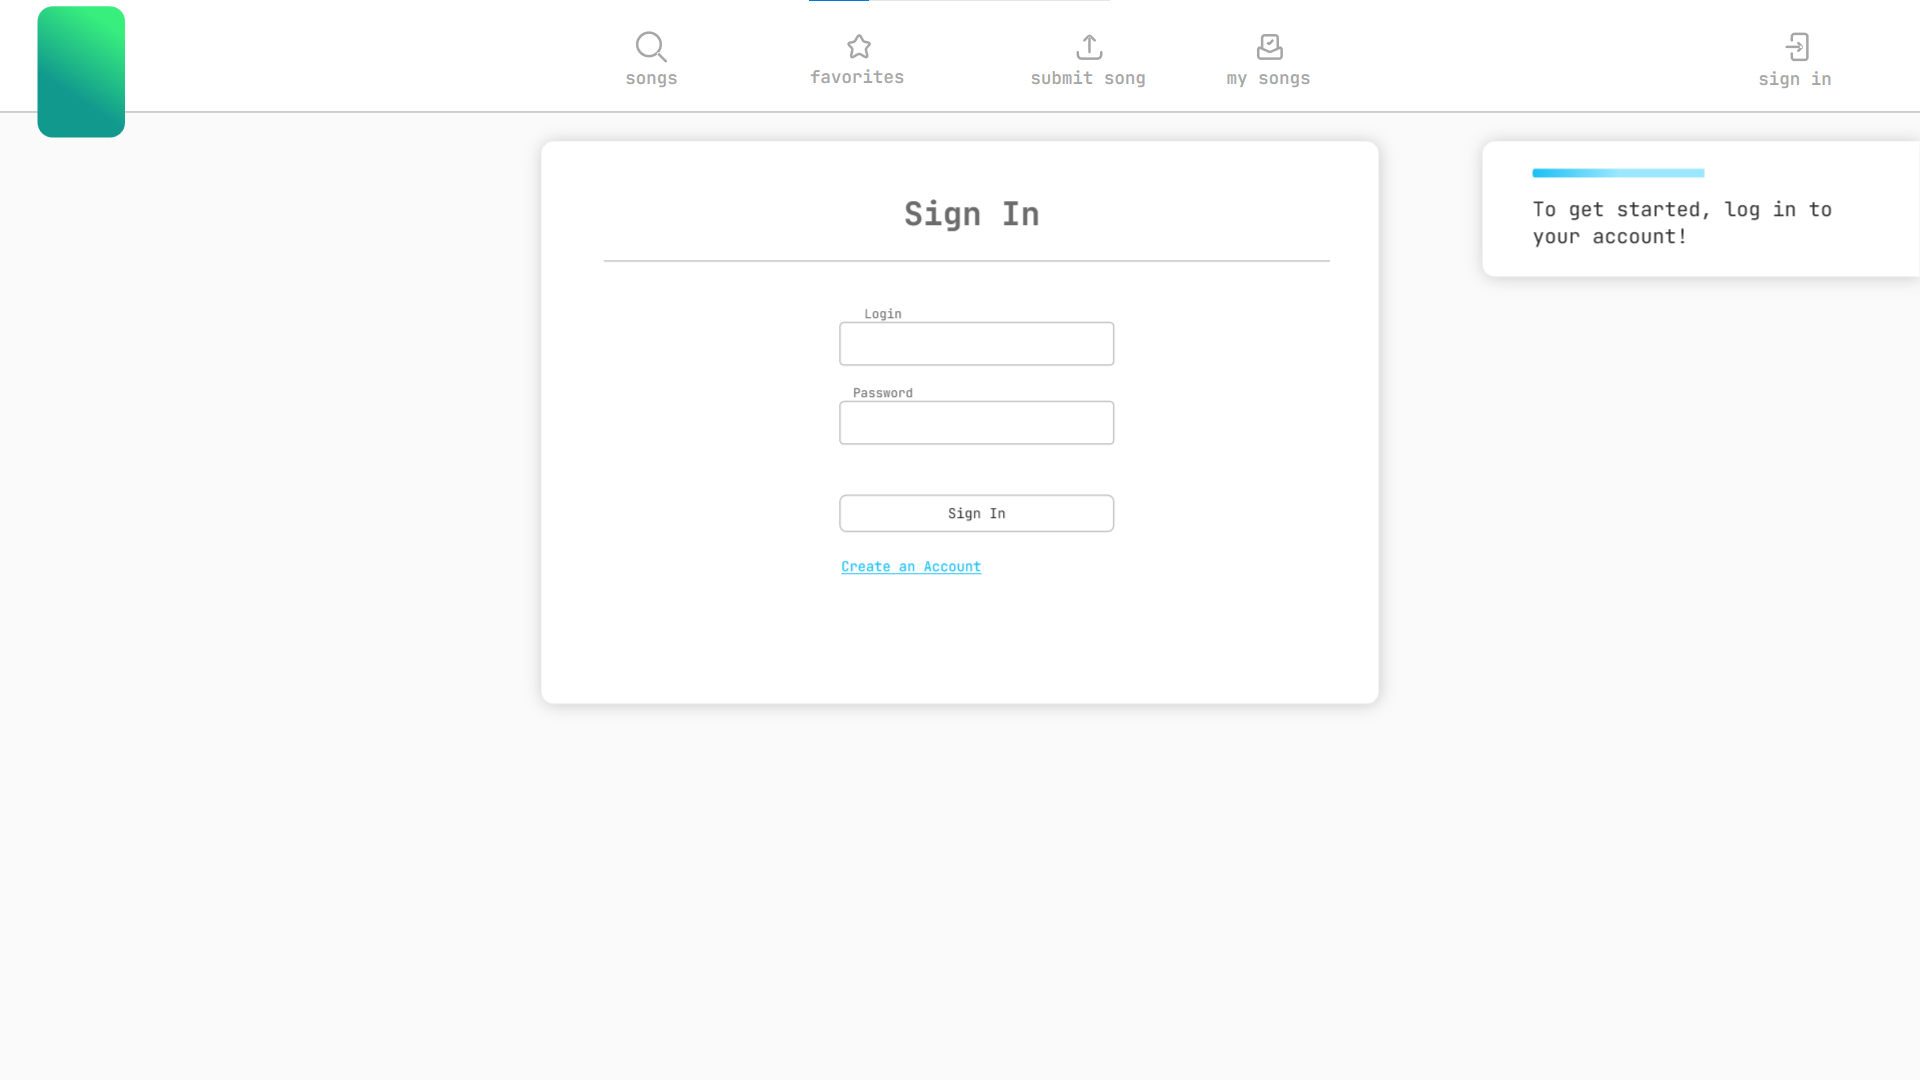 songs
favorites
submit song
my songs
sign in
Sign In
To get started, log in to
your account!
Login
Password
Sign In
Create an Account